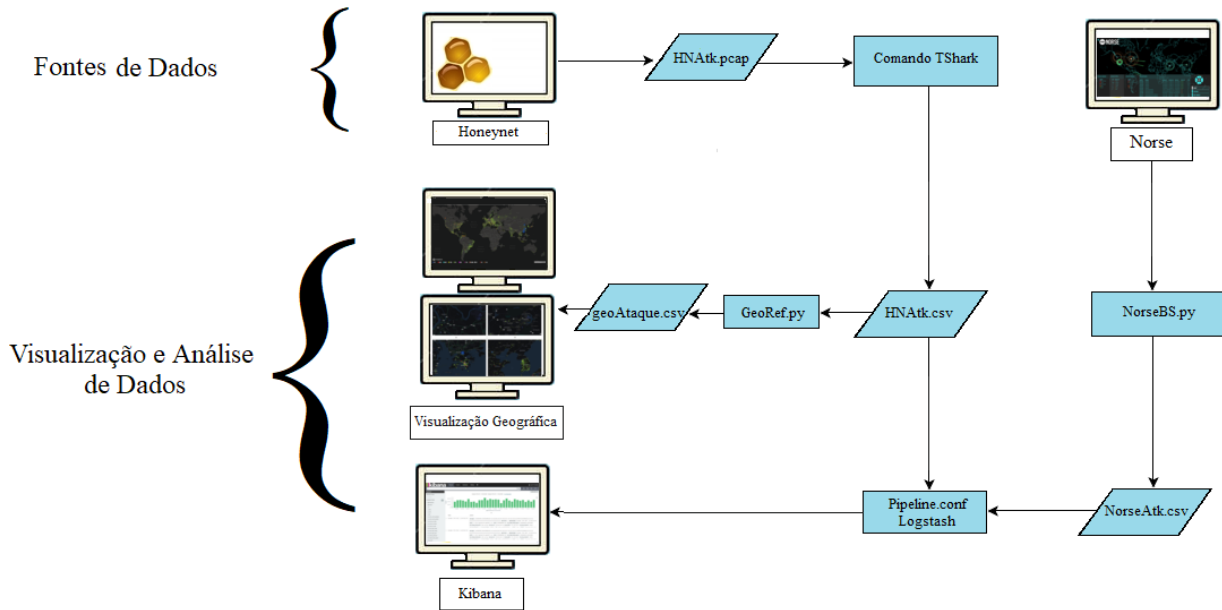 Fontes de Dados
HNAtk.pcap
Comando TShark
NORSE
Honeynet
Norse
geoAtaque.csv
GeoRef.py
HNAtk.csv
NorseBS.py
Visualização e Análise
de Dados
Visualização Geográfica
Pipeline.conf
Logstash
NorseAtk.csv
Kibana